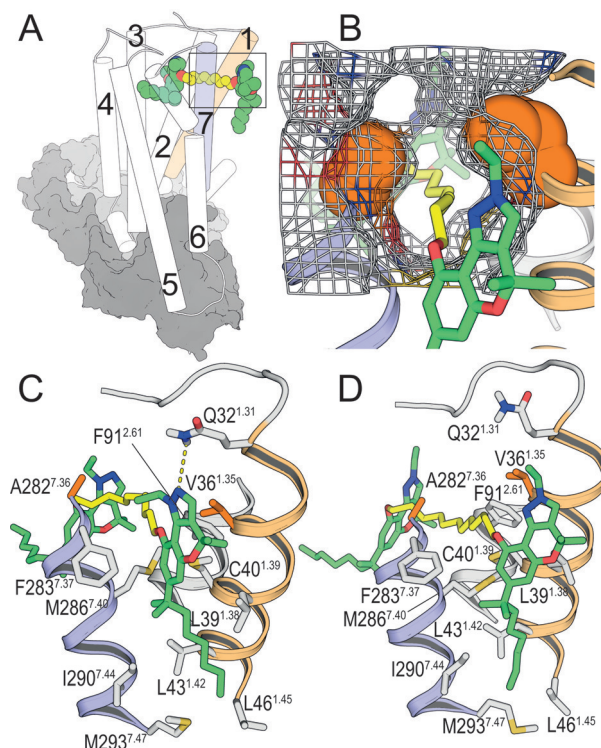 A
3
1
4
7
2
6
5
B
C
Q32^1.31
F91^2.61
V36^1.35
A282^7.36
C40^1.39
F283^7.37
M286^7.40
L39^1.38
I290^7.44
L43^1.42
L46^1.45
M293^7.47
D
Q32^1.31
V36^1.35
A282^7.36
F91^2.61
C40^1.39
F283^7.37
M286^7.40
L39^1.38
L43^1.42
I290^7.44
M293^7.47
L46^1.45